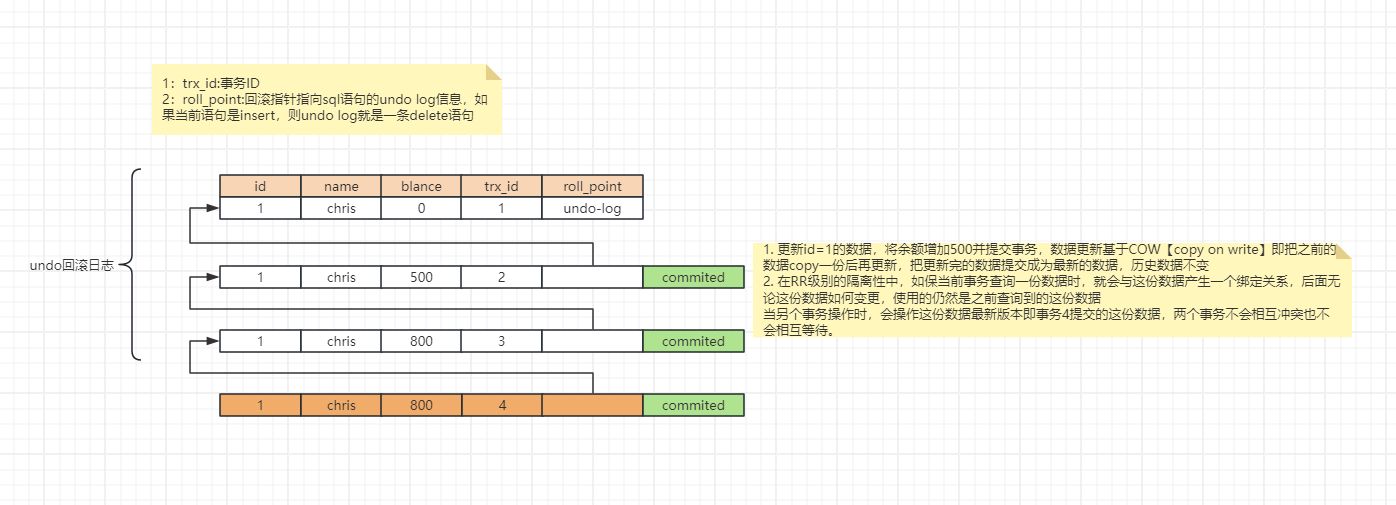 1：trx_id:事务ID
2：roll_point:回滚指针指向sql语句的undo log信息，如
果当前语句是insert，则undo log就是一条delete语句
id name blance trx_id roll_point
1 chris 0 1 undo-log
undo回滚日志
1 chris 500 2 commited
1 chris 800 3 commited
1 chris 800 4 commited
1. 更新id=1的数据，将余额增加500并提交事务，数据更新基于COW【copy on write】即把之前的
数据copy一份后再更新，把更新完的数据提交成为最新的数据，历史数据不变
2. 在RR级别的隔离性中，如保当前事务查询一份数据时，就会与这份数据产生一个绑定关系，后面无
论这份数据如何变更，使用的仍然是之前查询到的这份数据
当另个事务操作时，会操作这份数据最新版本即事务4提交的这份数据，两个事务不会相互冲突也不
会相互等待。